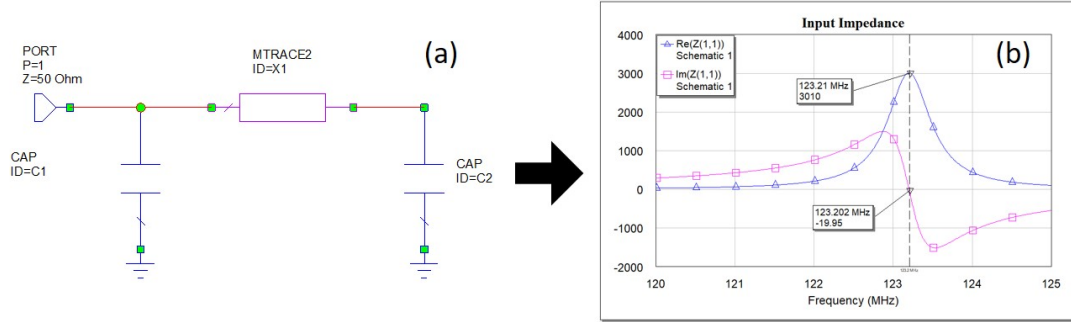 (a)
PORT
P=1
Z=50 Ohm
MTRACE2
ID=X1
CAP
ID=C1
CAP
ID=C2
Input Impedance
(b)
Re(Z(1,1))
Schematic 1
Im(Z(1,1))
Schematic 1
4000
3000
2000
1000
0
-1000
-2000
123.21 MHz
3010
123.202 MHz
-19.95
120
121
122
123
124
125
Frequency (MHz)